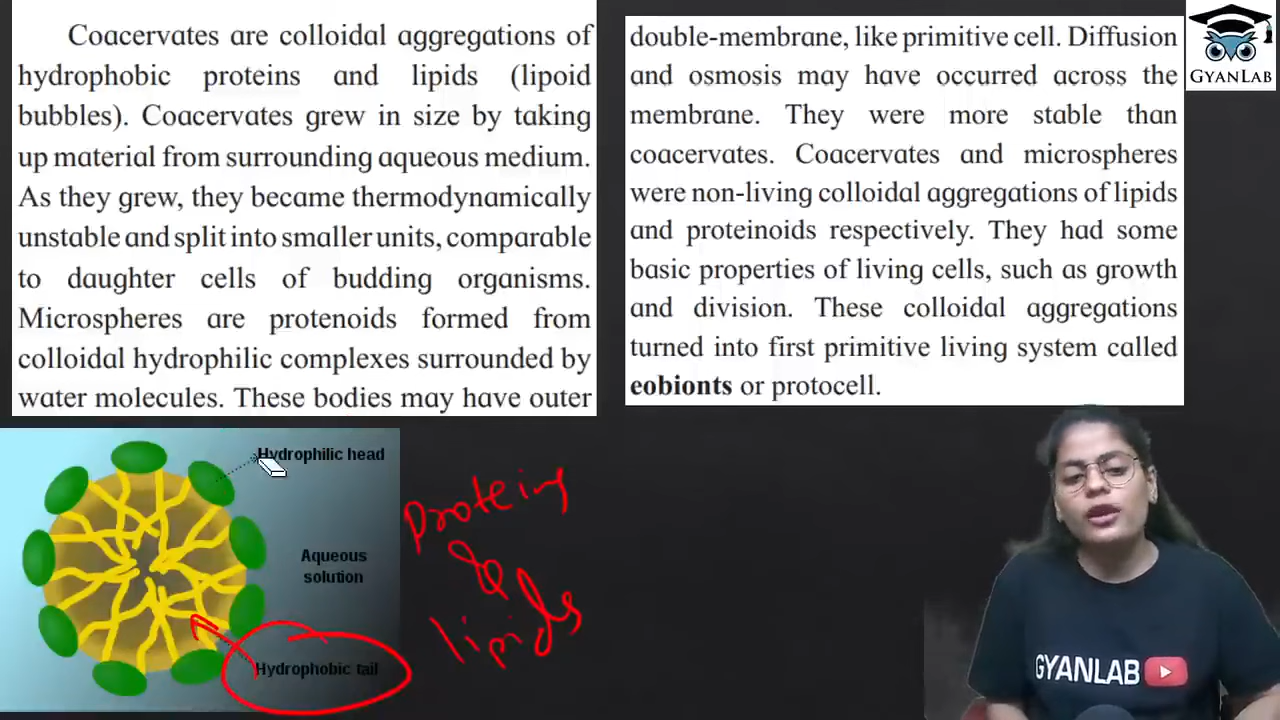 Coacervates are colloidal aggregations of
hydrophobic proteins and lipids (lipoid
bubbles). Coacervates grew in size by taking
up material from surrounding aqueous medium.
As they grew, they became thermodynamically
unstable and split into smaller units, comparable
to daughter cells of budding organisms.
Microspheres are protenoids formed from
colloidal hydrophilic complexes surrounded by
water molecules. These bodies may have outer
double-membrane, like primitive cell. Diffusion
and osmosis may have occurred across the
membrane. They were more stable than
coacervates. Coacervates and microspheres
were non-living colloidal aggregations of lipids
and proteinoids respectively. They had some
basic properties of living cells, such as growth
and division. These colloidal aggregations
turned into first primitive living system called
eobionts or protocell.
GYANLAB
Hydrophilic head
Aqueous
solution
Hydrophobic tail
Proteins
&
lipids
GYANLAB